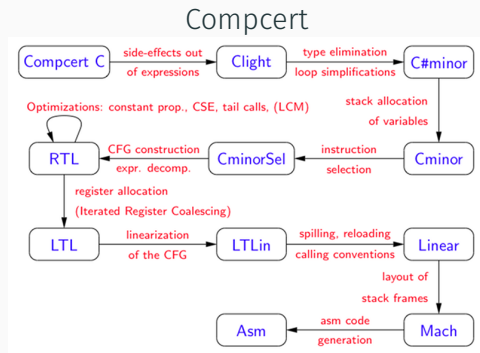 Compcert
Compcert C
side-effects out
of expressions
Clight
type elimination
loop simplifications
C#minor
stack allocation
of variables
Optimizations: constant prop., CSE, tail calls, (LCM)
RTL
CFG construction
expr. decomp.
CminorSel
instruction
selection
Cminor
register allocation
(Iterated Register Coalescing)
LTL
linearization
of the CFG
LTLin
spilling, reloading
calling conventions
Linear
layout of
stack frames
Asm
asm code
generation
Mach